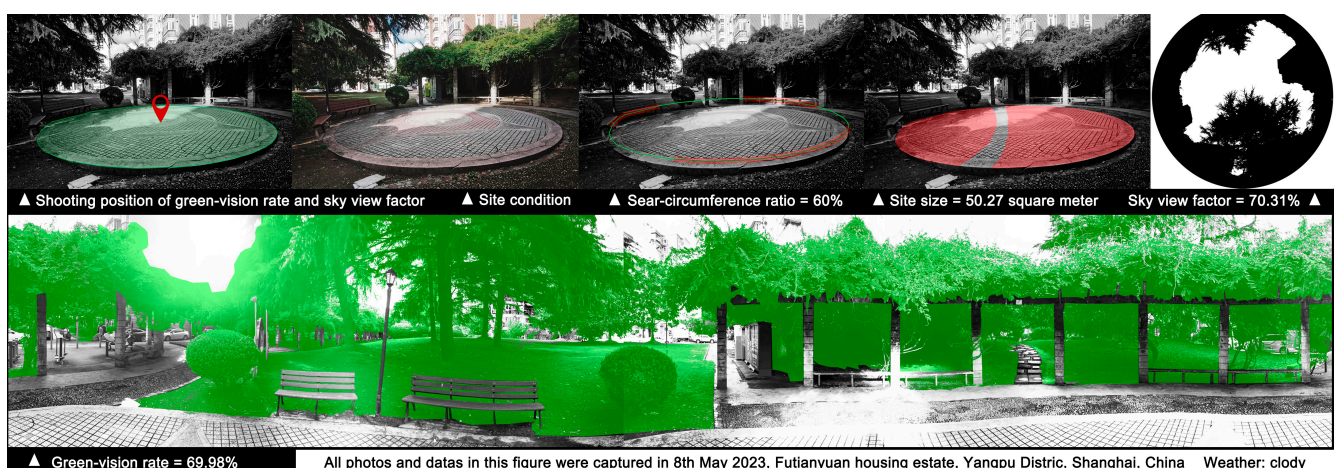 ▲ Shooting position of green-vision rate and sky view factor
▲ Site condition
▲ Sear-circumference ratio = 60%
▲ Site size = 50.27 square meter
Sky view factor = 70.31% ▲
▲ Green-vision rate = 69.98%
All photos and datas in this figure were captured in 8th May 2023, Futianyuan housing estate, Yangpu Distric, Shanghai, China
Weather: clody